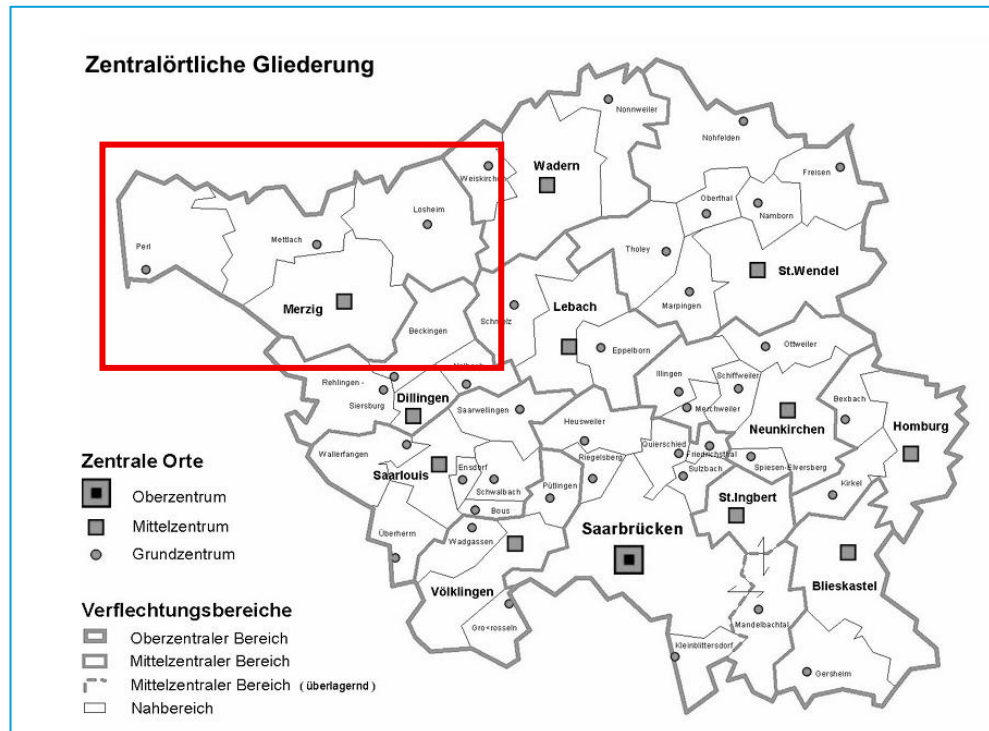 Zentralörtliche Gliederung
Nonnweiler
Nohfelden
Wadern
Freisen
Oberthal
Namborn
Losheim
Mettlach
Perl
Tholey
St.Wendel
Marpingen
Merzig
Lebach
Schmelz
Beckingen
Eppelborn
Ottweiler
Illingen
Schiffweiler
Rehlingen -
Siersburg
Dillingen
Merchweiler
Bexbach
Saarwellingen
Heusweiler
Neunkirchen
Homburg
Quierschied
Friedrichsthal
Wallerfangen
Riegelsberg
Sulzbach
Spiesen-Elversberg
Zentrale Orte
Saarlouis
Ensdorf
Schwalbach
Püttlingen
Kirkel
Oberzentrum
St.Ingbert
Bous
Mittelzentrum
Saarbrücken
Überherrn
Wadgassen
Grundzentrum
Völklingen
Blieskastel
Verflechtungsbereiche
Gro<rosseln
Mandelbachtal
Oberzentraler Bereich
Kleinblittersdorf
Mittelzentraler Bereich
Gersheim
Mittelzentraler Bereich ( überlagernd )
Nahbereich